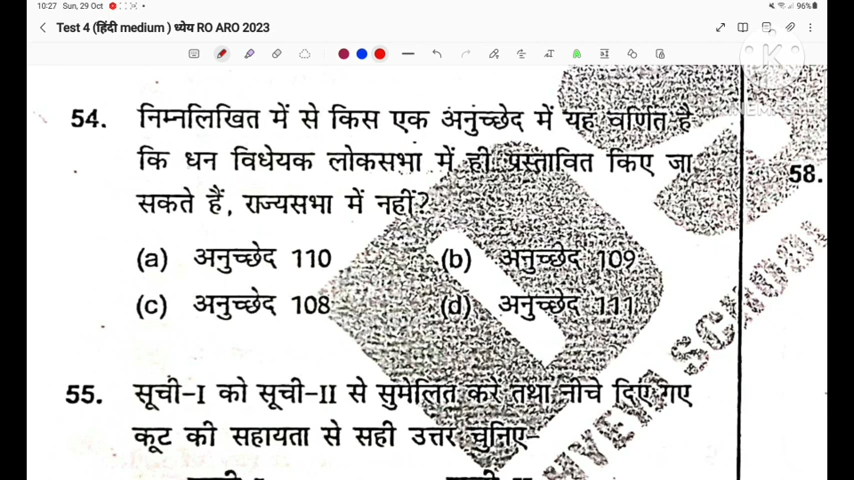 10:27 Sun, 29 Oct
96%
Test 4 (हिंदी medium ) ध्येय RO ARO 2023
54. निम्नलिखित में से किस एक अनुच्छेद में यह वर्णित है
कि धन विधेयक लोकसभा में ही प्रस्तावित किए जा
सकते हैं, राज्यसभा में नहीं?
(a) अनुच्छेद 110 (b) अनुच्छेद 109
(c) अनुच्छेद 108 (d) अनुच्छेद 111
55. सूची-I को सूची-II से सुमेलित करें तथा नीचे दिए गए
कूट की सहायता से सही उत्तर चुनिए-
58.